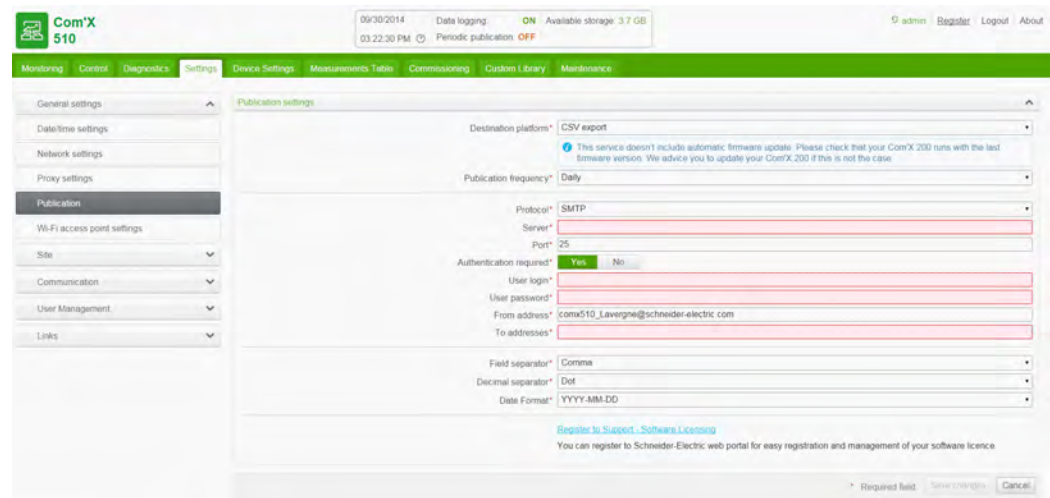 Com'X
510
09/30/2014 Data logging: ON Available storage: 3.7 GB
03:22:30 PM Periodic publication: OFF
admin Register Logout About
Monitoring Control Diagnostics Settings Device Settings Measurements Table Commissioning Custom Library Maintenance
General settings
Date/time settings
Network settings
Proxy settings
Publication
Wi-Fi access point settings
Site
Communication
User Management
Links
Publication settings
Destination platform* CSV export
This service doesn't include automatic firmware update. Please check that your Com'X 200 runs with the last
firmware version. We advice you to update your Com'X 200 if this is not the case.
Publication frequency* Daily
Protocol* SMTP
Server*
Port* 25
Authentication required* Yes No
User login*
User password*
From address* comx510_Lavergne@schneider-electric.com
To addresses*
Field separator* Comma
Decimal separator* Dot
Date Format* YYYY-MM-DD
Register to Support - Software Licensing
You can register to Schneider-Electric web portal for easy registration and management of your software licence
* Required field Save changes Cancel